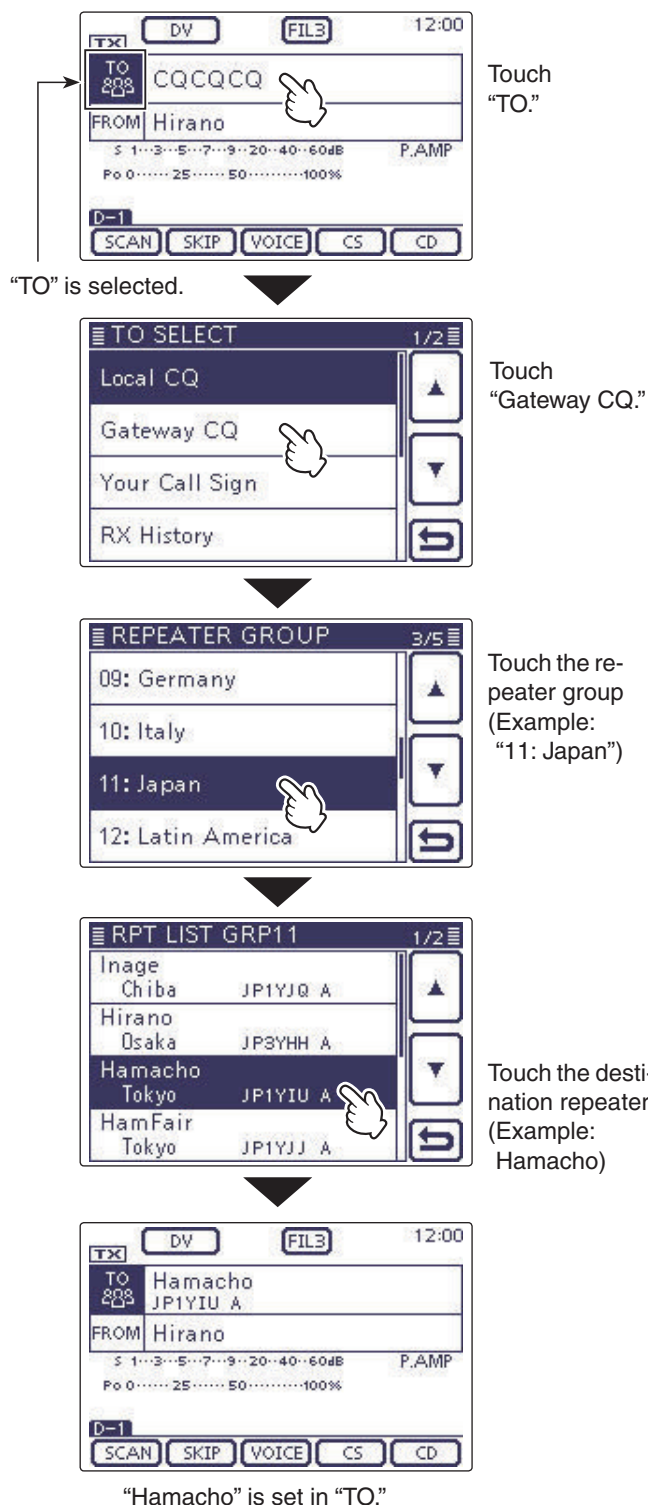 DV FIL3 12:00
TX
TO CQCQCQ
FROM Hirano
S 1···3···5···7···9··20··40··60dB P.AMP
Po 0······ 25······ 50··········100%
D-1
SCAN SKIP VOICE CS CD
Touch
“TO.”
“TO” is selected.
TO SELECT 1/2
Local CQ
Gateway CQ
Your Call Sign
RX History
Touch
“Gateway CQ.”
REPEATER GROUP 3/5
09: Germany
10: Italy
11: Japan
12: Latin America
Touch the re-
peater group
(Example:
“11: Japan”)
RPT LIST GRP11 1/2
Inage
Chiba JP1YJQ A
Hirano
Osaka JP3YHH A
Hamacho
Tokyo JP1YIU A
HamFair
Tokyo JP1YJJ A
Touch the desti-
nation repeater
(Example:
Hamacho)
DV FIL3 12:00
TX
TO Hamacho
JP1YIU A
FROM Hirano
S 1···3···5···7···9··20··40··60dB P.AMP
Po 0······ 25······ 50··········100%
D-1
SCAN SKIP VOICE CS CD
“Hamacho” is set in “TO.”